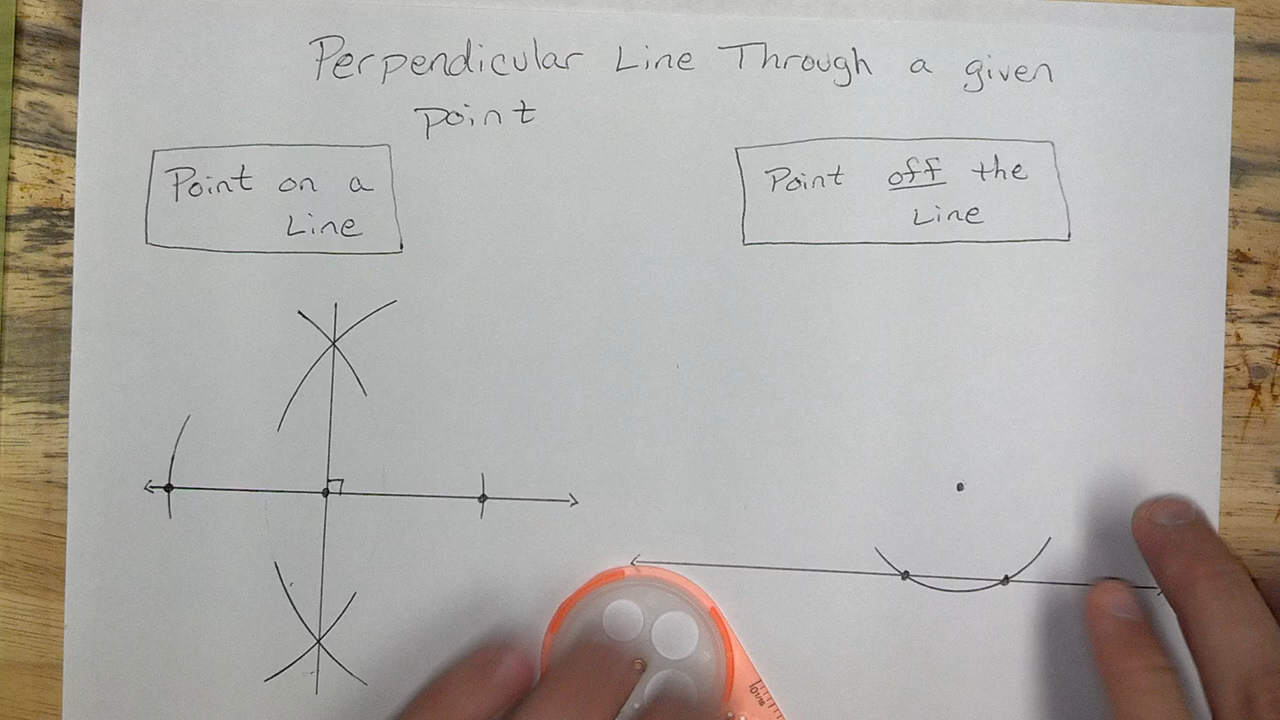 Perpendicular Line Through a given
point
Point on a
Line
Point off the
Line